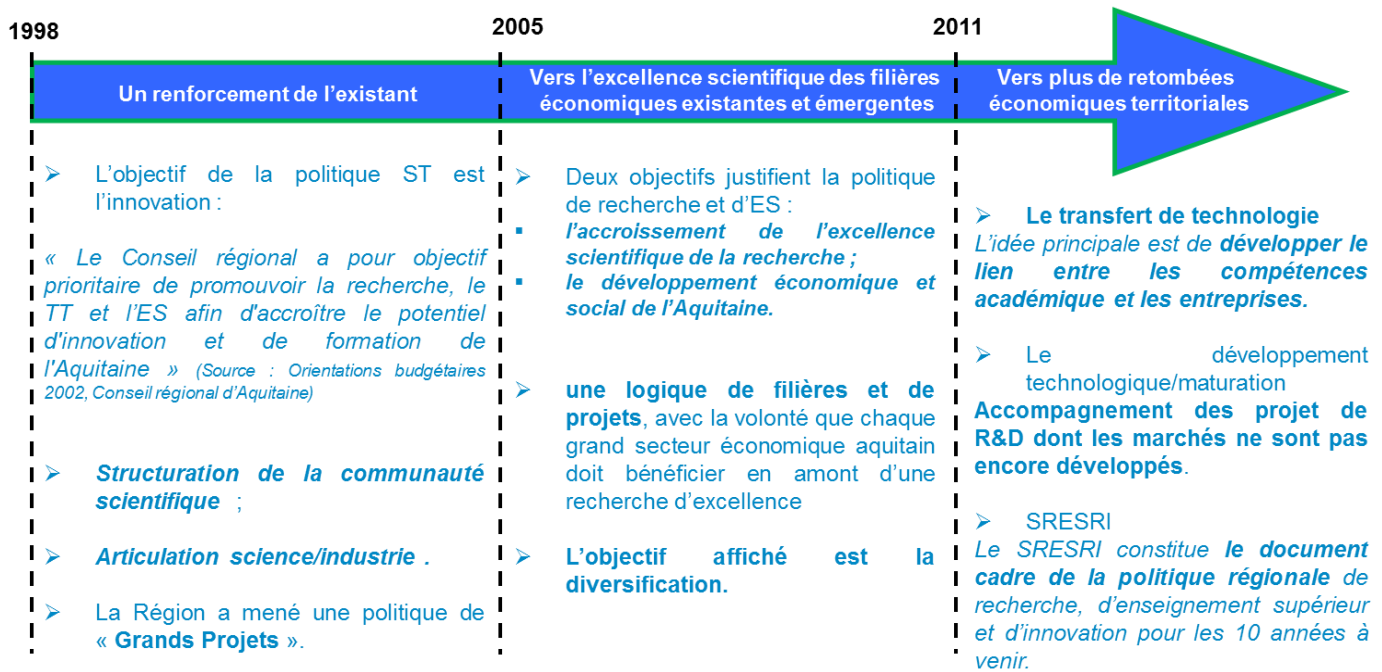 1998
2005
2011
Un renforcement de l'existant
Vers l'excellence scientifique des filières
économiques existantes et émergentes
Vers plus de retombées
économiques territoriales
➢ L'objectif de la politique ST est
l'innovation :
« Le Conseil régional a pour objectif
prioritaire de promouvoir la recherche, le
TT et l'ES afin d'accroître le potentiel
d'innovation et de formation de
l'Aquitaine » (Source : Orientations budgétaires
2002, Conseil régional d'Aquitaine)
➢ Structuration de la communauté
scientifique ;
➢ Articulation science/industrie .
➢ La Région a mené une politique de
« Grands Projets ».
➢ Deux objectifs justifient la politique
de recherche et d'ES :
▪ l'accroissement de l'excellence
scientifique de la recherche ;
▪ le développement économique et
social de l'Aquitaine.
➢ une logique de filières et de
projets, avec la volonté que chaque
grand secteur économique aquitain
doit bénéficier en amont d'une
recherche d'excellence
➢ L'objectif affiché est la
diversification.
➢ Le transfert de technologie
L'idée principale est de développer le
lien entre les compétences
académique et les entreprises.
➢ Le développement
technologique/maturation
Accompagnement des projet de
R&D dont les marchés ne sont pas
encore développés.
➢ SRESRI
Le SRESRI constitue le document
cadre de la politique régionale de
recherche, d'enseignement supérieur
et d'innovation pour les 10 années à
venir.